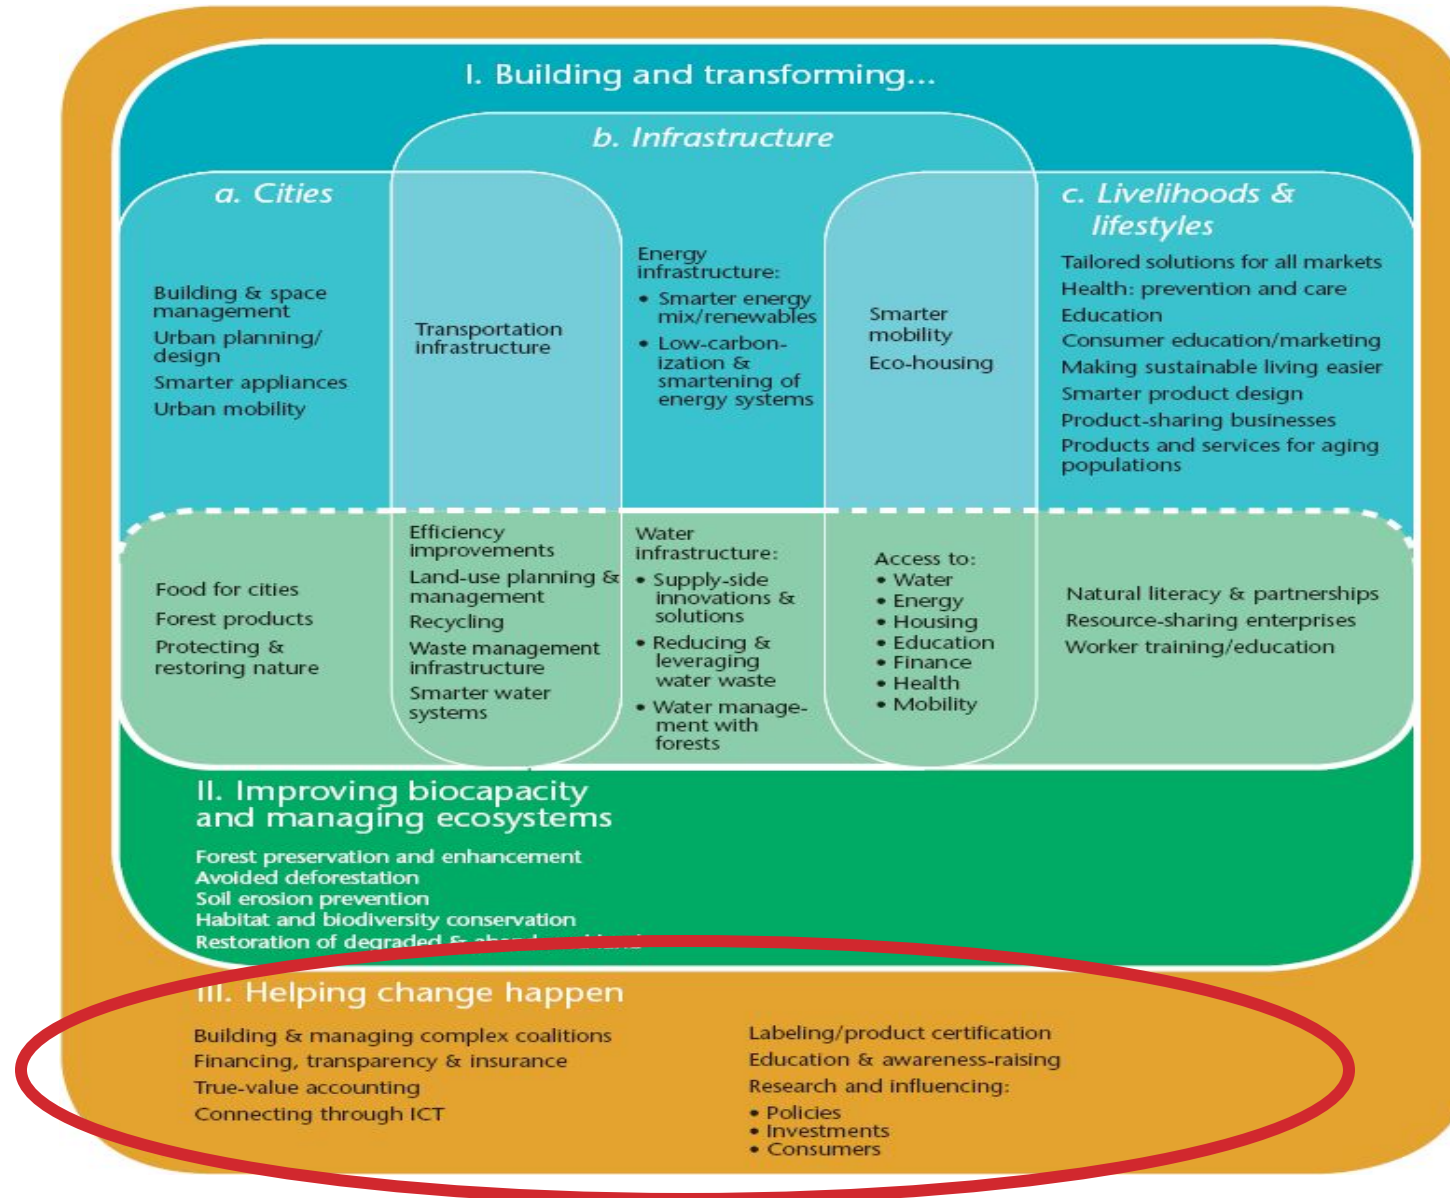 I. Building and transforming...
b. Infrastructure
a. Cities
Building & space
management
Urban planning/
design
Smarter appliances
Urban mobility
Transportation
infrastructure
Energy
infrastructure:
• Smarter energy
mix/renewables
• Low-carbon-
ization &
smartening of
energy systems
Smarter
mobility
Eco-housing
c. Livelihoods &
lifestyles
Tailored solutions for all markets
Health: prevention and care
Education
Consumer education/marketing
Making sustainable living easier
Smarter product design
Product-sharing businesses
Products and services for aging
populations
Food for cities
Forest products
Protecting &
restoring nature
Efficiency
improvements
Land-use planning &
management
Recycling
Waste management
infrastructure
Smarter water
systems
Water
infrastructure:
• Supply-side
innovations &
solutions
• Reducing &
leveraging
water waste
• Water manage-
ment with
forests
Access to:
• Water
• Energy
• Housing
• Education
• Finance
• Health
• Mobility
Natural literacy & partnerships
Resource-sharing enterprises
Worker training/education
II. Improving biocapacity
and managing ecosystems
Forest preservation and enhancement
Avoided deforestation
Soil erosion prevention
Habitat and biodiversity conservation
Restoration of degraded &
III. Helping change happen
Building & managing complex coalitions
Financing, transparency & insurance
True-value accounting
Connecting through ICT
Labeling/product certification
Education & awareness-raising
Research and influencing:
• Policies
• Investments
• Consumers